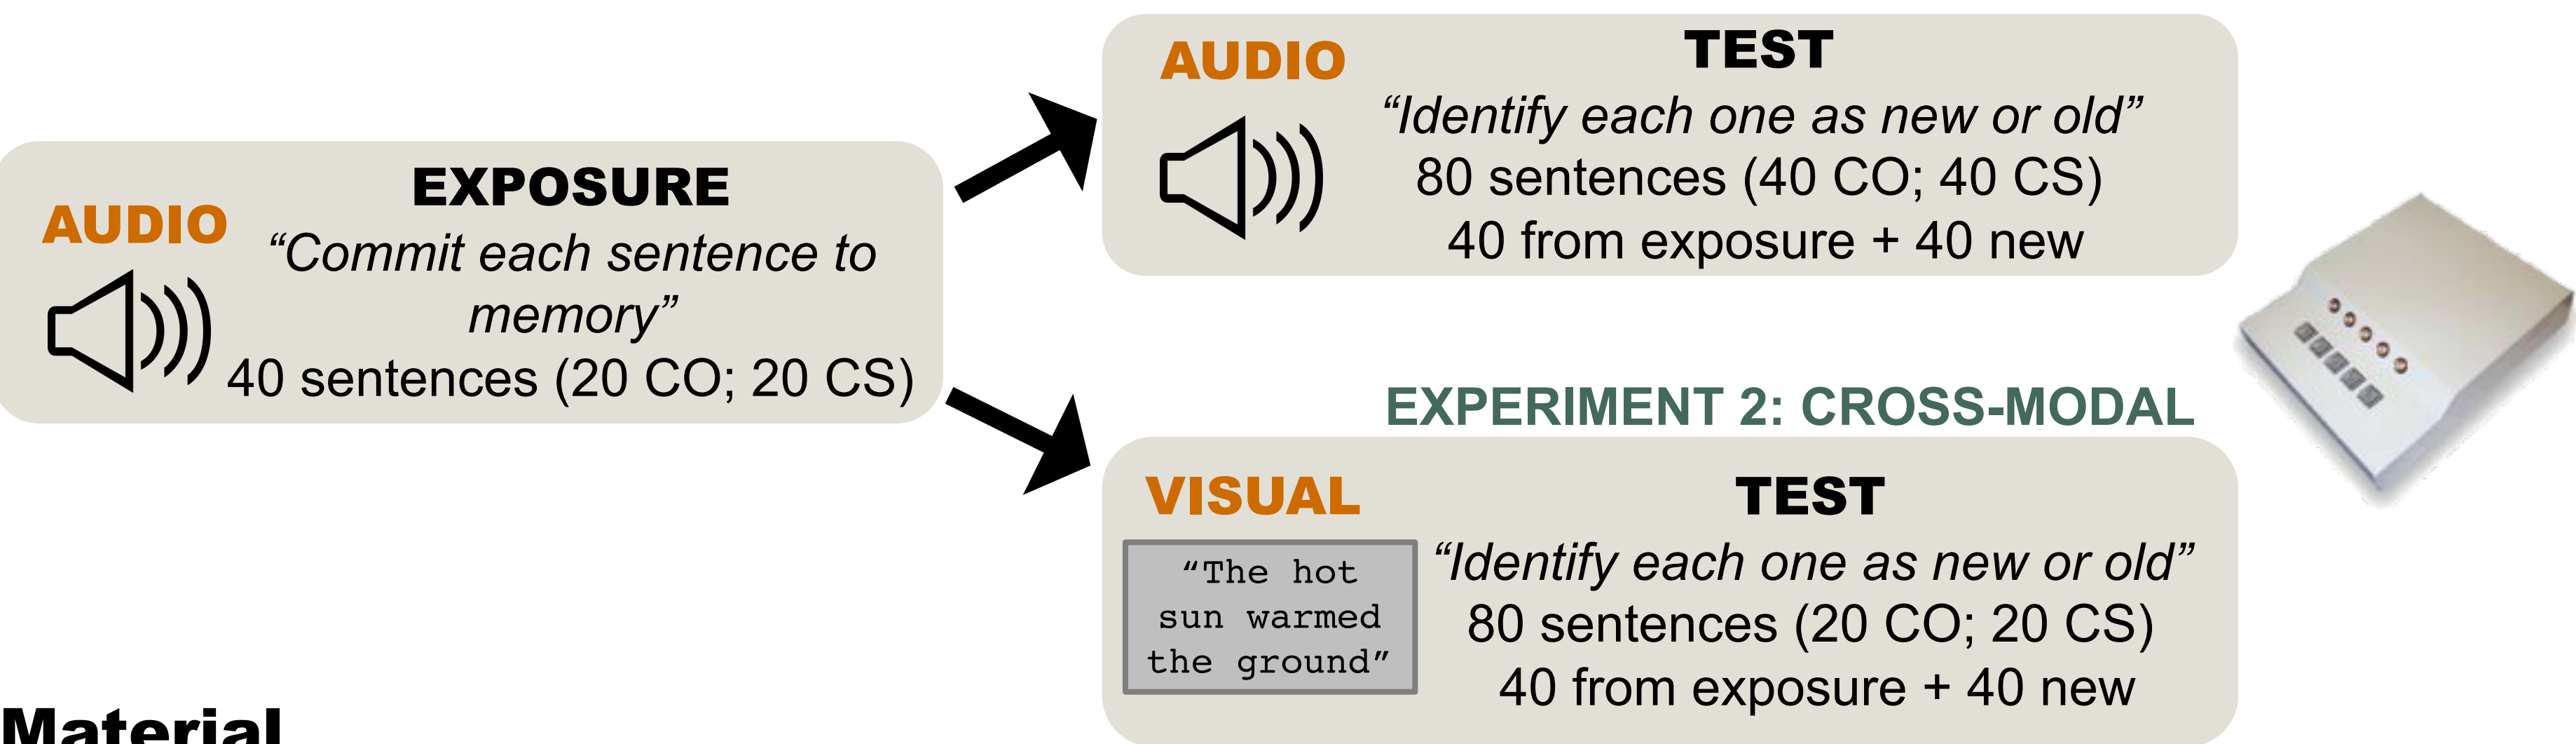 AUDIO
EXPOSURE
“Commit each sentence to
memory”
40 sentences (20 CO; 20 CS)
AUDIO
TEST
“Identify each one as new or old”
80 sentences (40 CO; 40 CS)
40 from exposure + 40 new
EXPERIMENT 2: CROSS-MODAL
VISUAL
“The hot
sun warmed
the ground”
TEST
“Identify each one as new or old”
80 sentences (20 CO; 20 CS)
40 from exposure + 40 new
Material